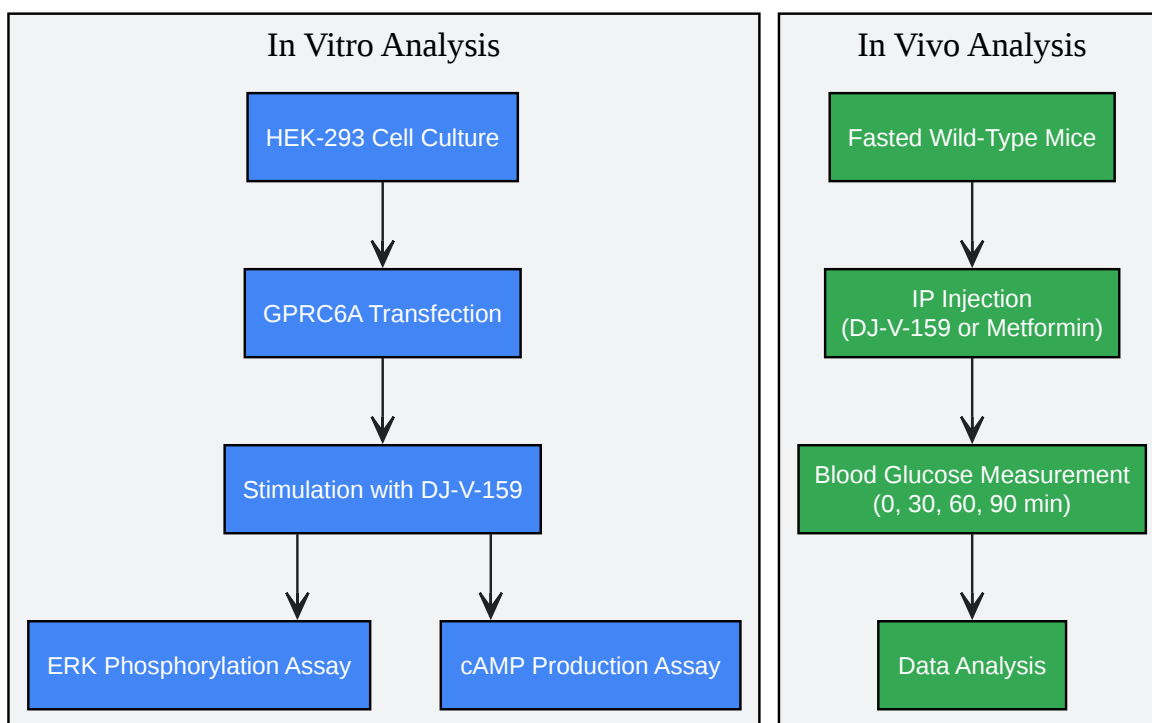 In Vitro Analysis
HEK-293 Cell Culture
GPRC6A Transfection
Stimulation with DJ-V-159
ERK Phosphorylation Assay
cAMP Production Assay
In Vivo Analysis
Fasted Wild-Type Mice
IP Injection
(DJ-V-159 or Metformin)
Blood Glucose Measurement
(0, 30, 60, 90 min)
Data Analysis